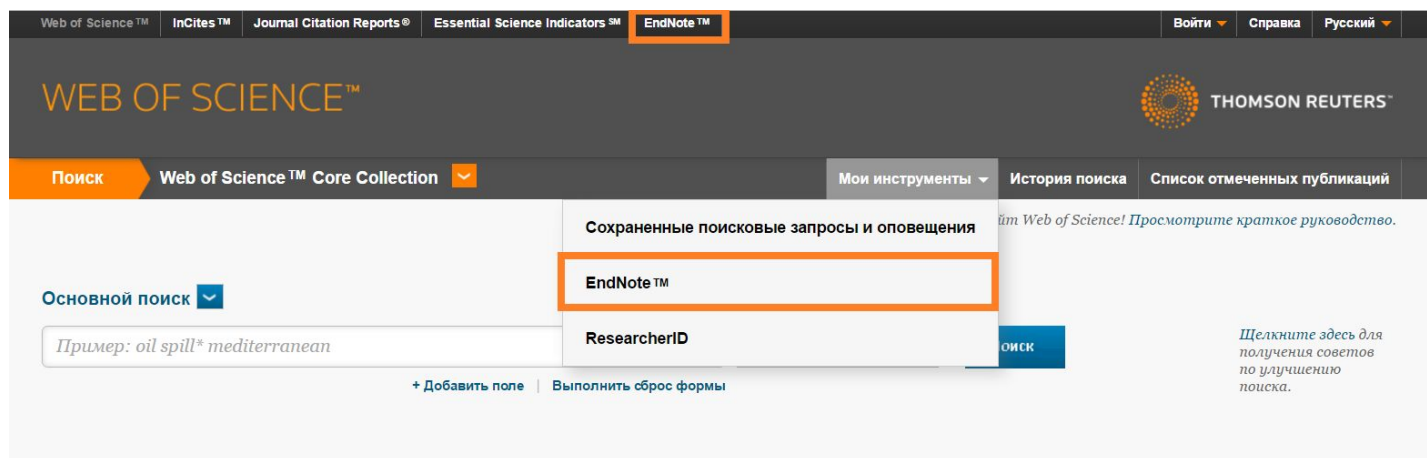 Web of Science™ InCites™ Journal Citation Reports® Essential Science Indicators℠ EndNote™ Войти Справка Русский
WEB OF SCIENCE™
THOMSON REUTERS™
Поиск Web of Science™ Core Collection Мои инструменты История поиска Список отмеченных публикаций
Сохраненные поисковые запросы и оповещения
Web of Science! Просмотрите краткое руководство.
EndNote™
Основной поиск
ResearcherID
Пример: oil spill* mediterranean
оиск
Щелкните здесь для
получения советов
по улучшению
поиска.
+ Добавить поле | Выполнить сброс формы